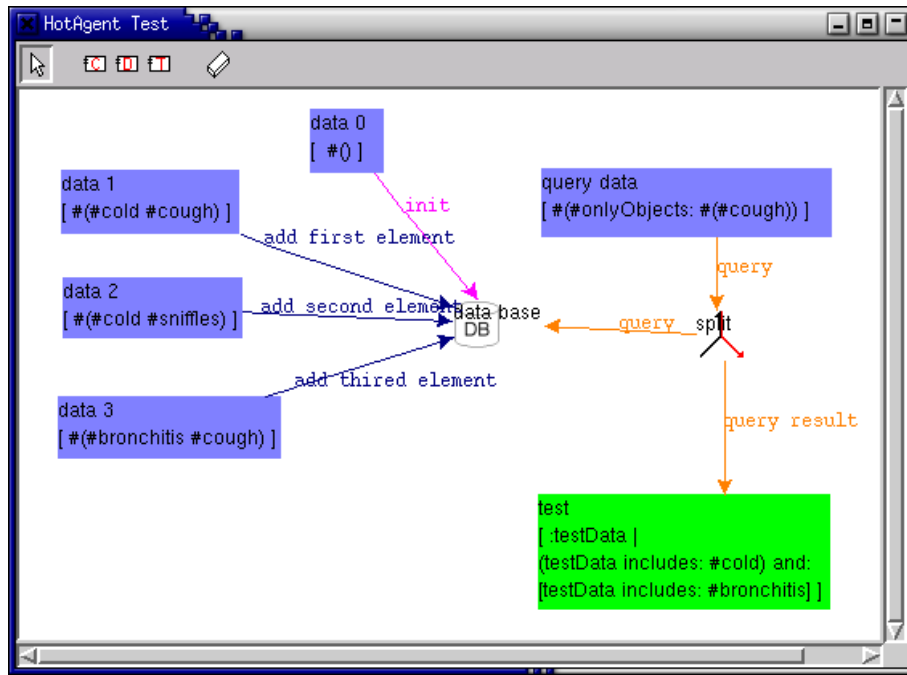 HotAgent Test
C D T
data 0
[ #() ]
data 1
[ #(#cold #cough) ]
query data
[ #(#onlyObjects: #(#cough)) ]
init
add first element
query
data 2
[ #(#cold #sniffles) ]
add second element
data base
DB
query
split
add thired element
data 3
[ #(#bronchitis #cough) ]
query result
test
[ :testData |
(testData includes: #cold) and:
[testData includes: #bronchitis] ]